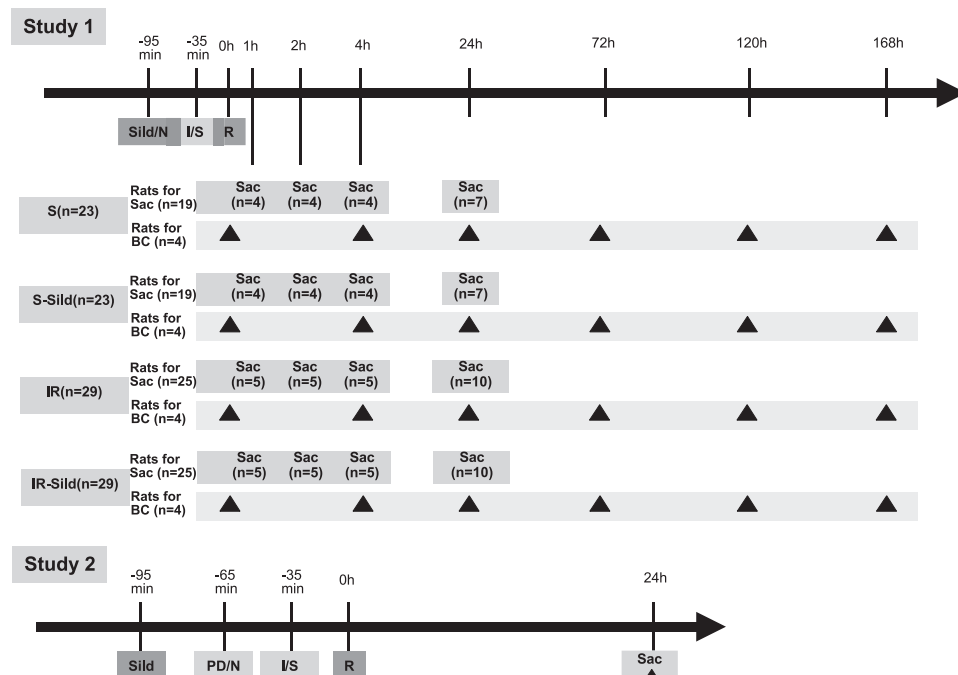 Study 1
-95 min
-35 min
0h
1h
2h
4h
24h
72h
120h
168h
Sild/N
I/S
R
S(n=23)
Rats for
Sac (n=19)
Sac
(n=4)
Sac
(n=4)
Sac
(n=4)
Sac
(n=7)
Rats for
BC (n=4)
S-Sild(n=23)
Rats for
Sac (n=19)
Sac
(n=4)
Sac
(n=4)
Sac
(n=4)
Sac
(n=7)
Rats for
BC (n=4)
IR(n=29)
Rats for
Sac (n=25)
Sac
(n=5)
Sac
(n=5)
Sac
(n=5)
Sac
(n=10)
Rats for
BC (n=4)
IR-Sild(n=29)
Rats for
Sac (n=25)
Sac
(n=5)
Sac
(n=5)
Sac
(n=5)
Sac
(n=10)
Rats for
BC (n=4)
Study 2
-95
min
-65
min
-35
min
0h
24h
Sild
PD/N
I/S
R
Sac